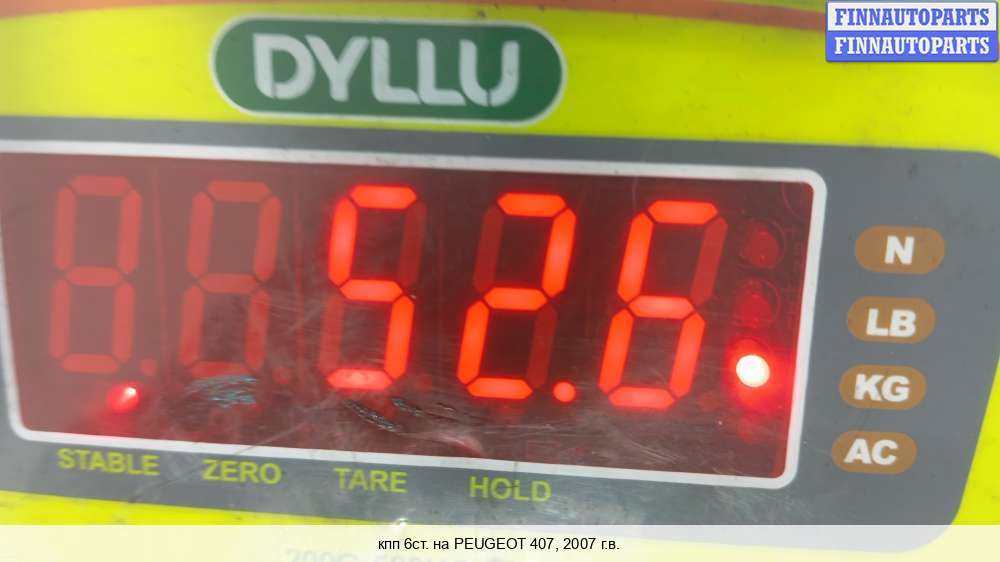 FINNAUTOPARTS
FINNAUTOPARTS
DYLLU
52.6
N
LB
KG
AC
STABLE ZERO TARE HOLD
кпп 6ст. на PEUGEOT 407, 2007 г.в.